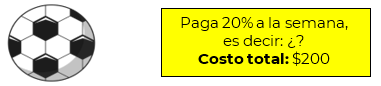 Paga 20% a la semana,
es decir: ¿?
Costo total: $200